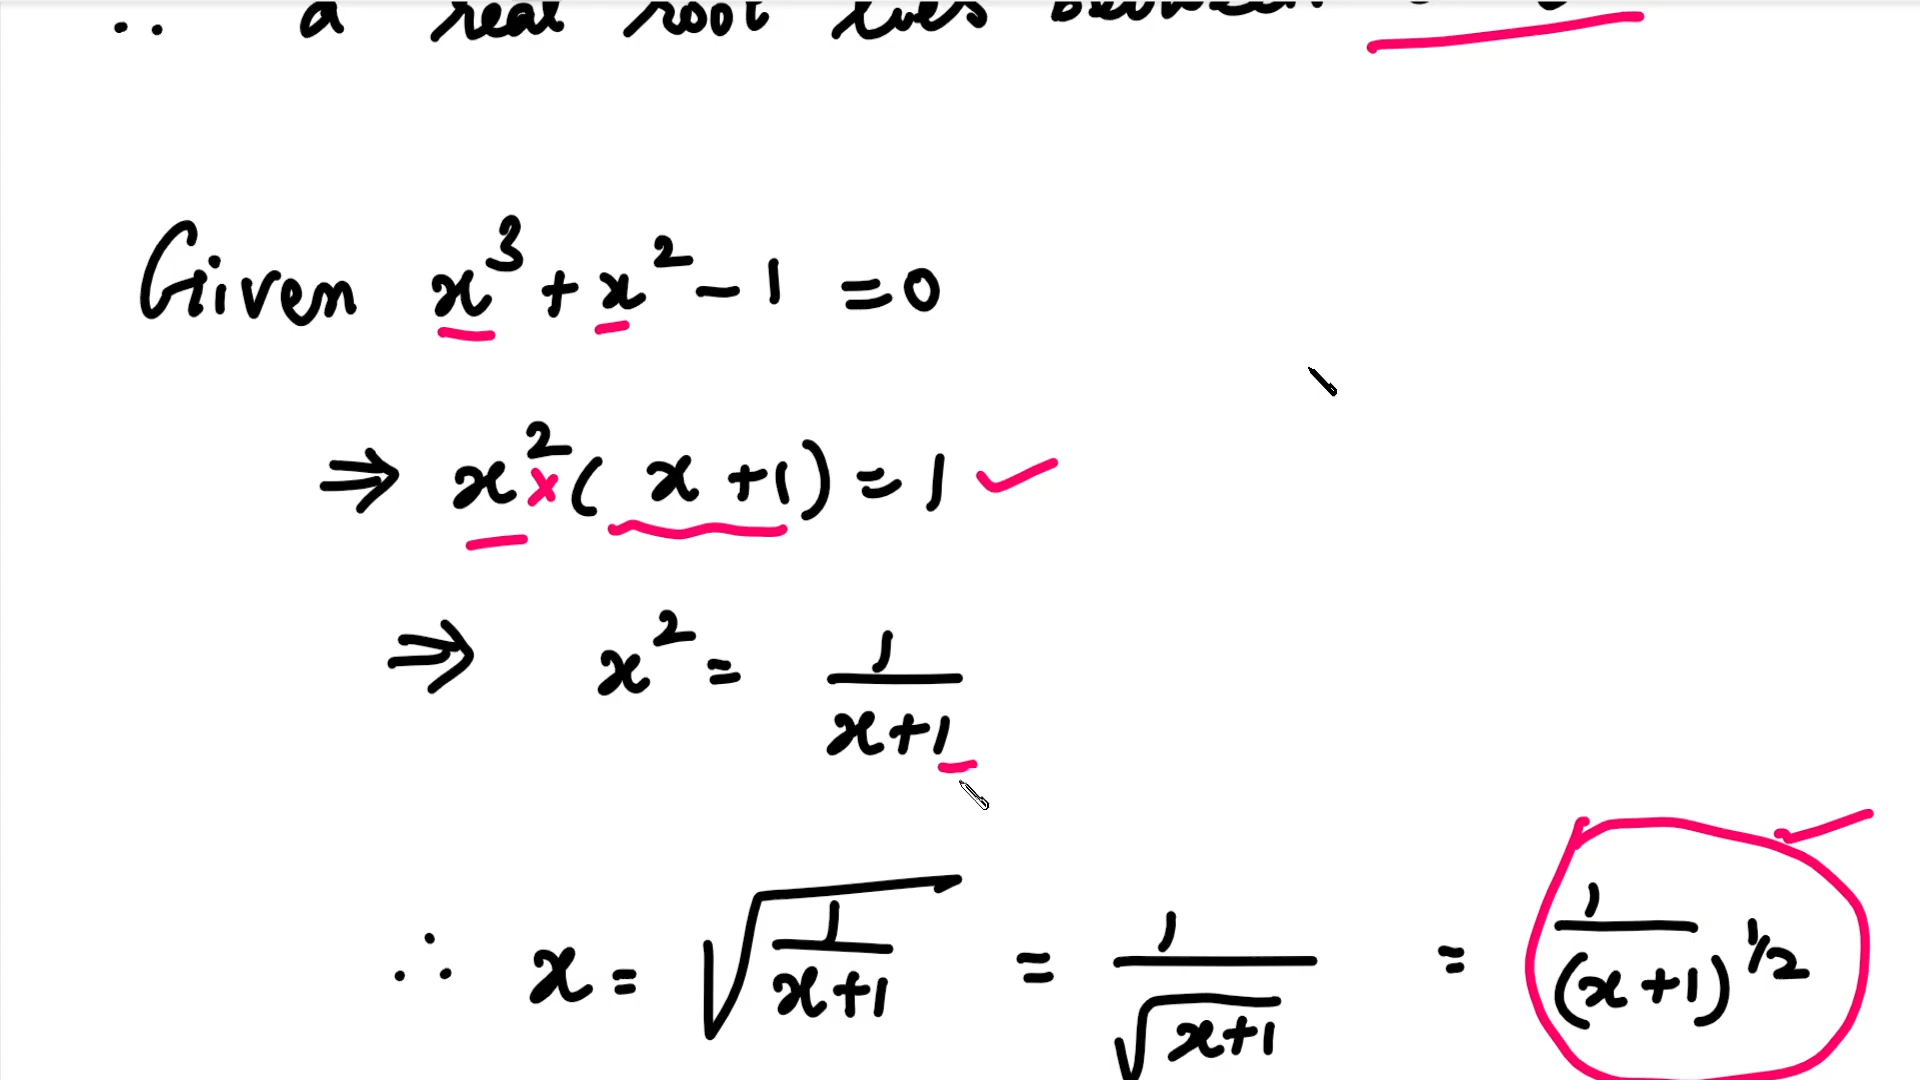 ∴ a real root lies between
Given x³ + x² - 1 = 0
⇒ x² × ( x + 1 ) = 1 ✓
⇒ x² = 1/(x+1)
∴ x = √(1/(x+1)) = 1/√(x+1) = 1/(x+1)^½ ✓